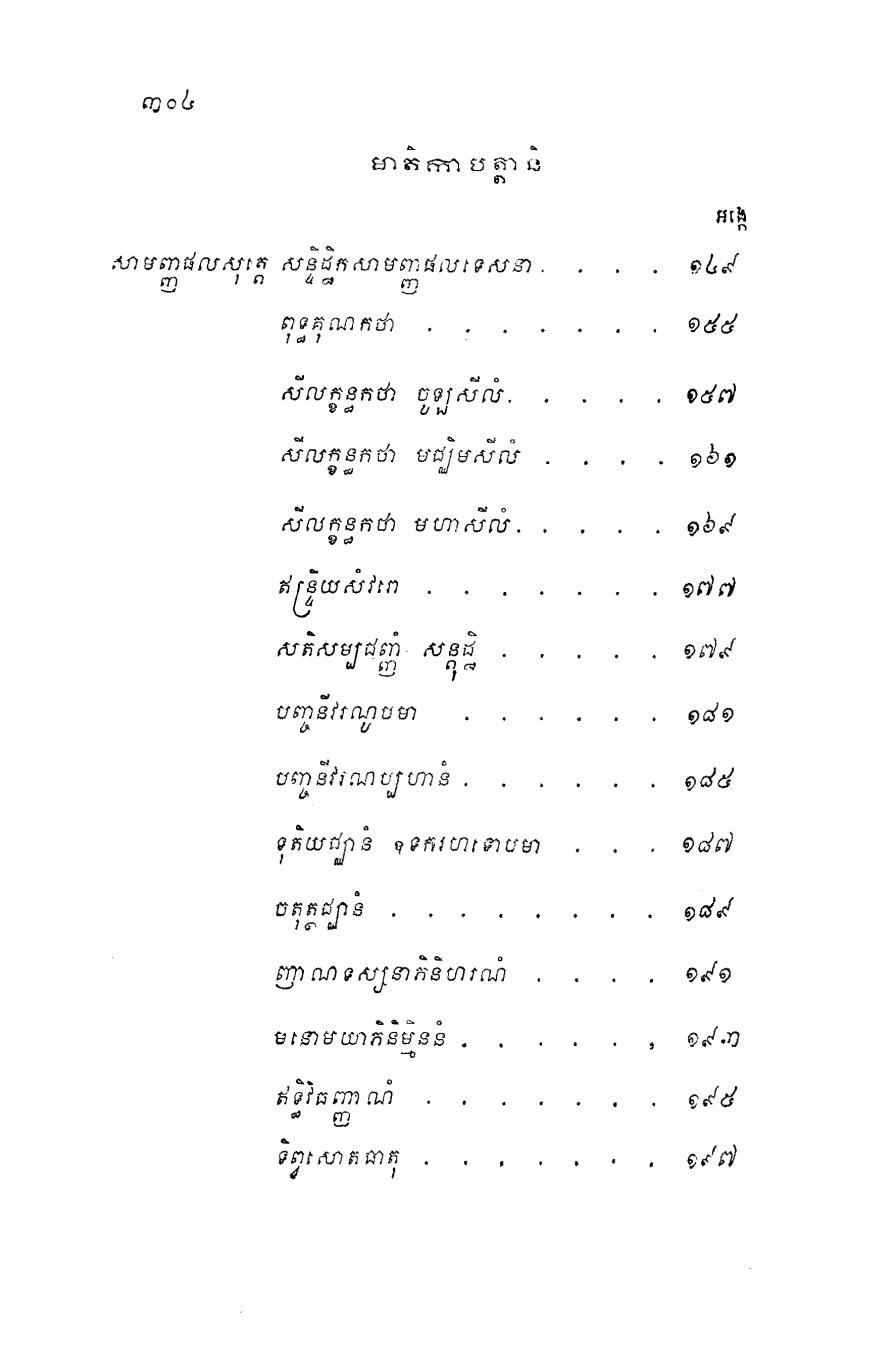 ៣០៤
មាតិកាបត្តានិ
អង្កេ
សាមញ្ញផលសុត្តេ សន្ទិដ្ឋិកសាមញ្ញផលទេសនា . . . . ១៤៩
ពុទ្ធគុណកថា . . . . . . . ១៥៥
សីលក្ខន្ធកថា ចូឡសីលំ . . . . . ១៥៧
សីលក្ខន្ធកថា មជ្ឈិមសីលំ . . . . ១៦១
សីលក្ខន្ធកថា មហាសីលំ . . . . . ១៦៩
ឥន្ទ្រិយសំវរោ . . . . . . . ១៧៧
សតិសម្បជញ្ញំ សន្តុដ្ឋិ . . . . . ១៧៩
បញ្ចនីវរណូបមា . . . . . . ១៨១
បញ្ចនីវរណប្បហានំ . . . . . . ១៨៥
ទុតិយជ្ឈានំ ឧទករហទោបមា . . . ១៨៧
ចតុត្ថជ្ឈានំ . . . . . . . . ១៨៩
ញាណទស្សនាភិនិហរណំ . . . . ១៩១
មនោមយាភិនិម្មិននំ . . . . . , ១៩៣
ឥទ្ធិវិធញ្ញាណំ . . . . . . . ១៩៥
ទិព្វសោតធាតុ . . . . . . . ១៩៧